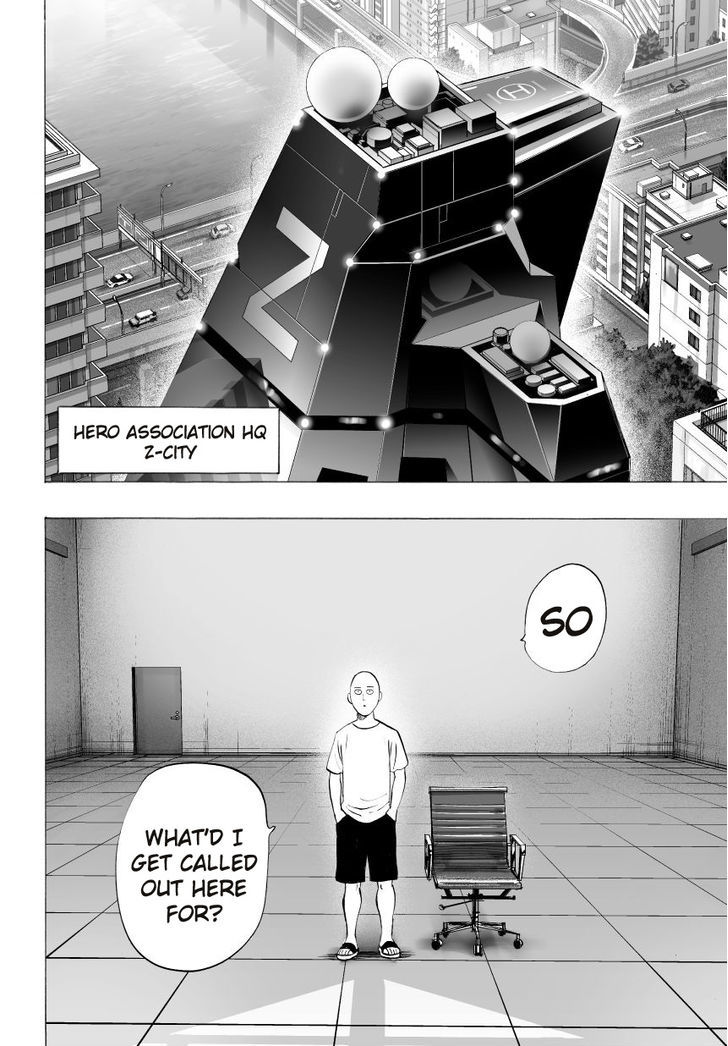 Z
H
HERO ASSOCIATION HQ
Z-CITY
SO
WHAT'D I
GET CALLED
OUT HERE
FOR?